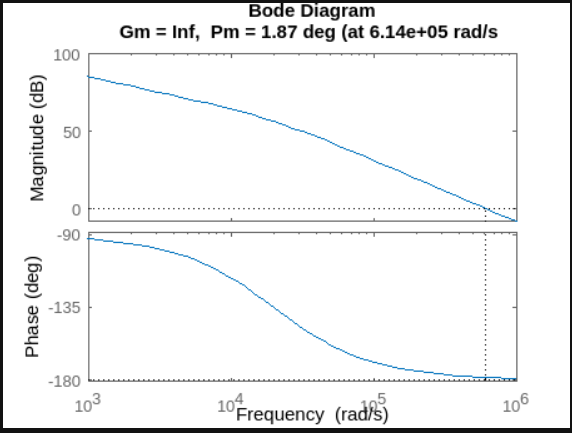 Bode Diagram
Gm = Inf,  Pm = 1.87 deg (at 6.14e+05 rad/s
100
50
0
Magnitude (dB)
-90
-135
-180
Phase (deg)
10^3 10^4 10^5 10^6
Frequency  (rad/s)